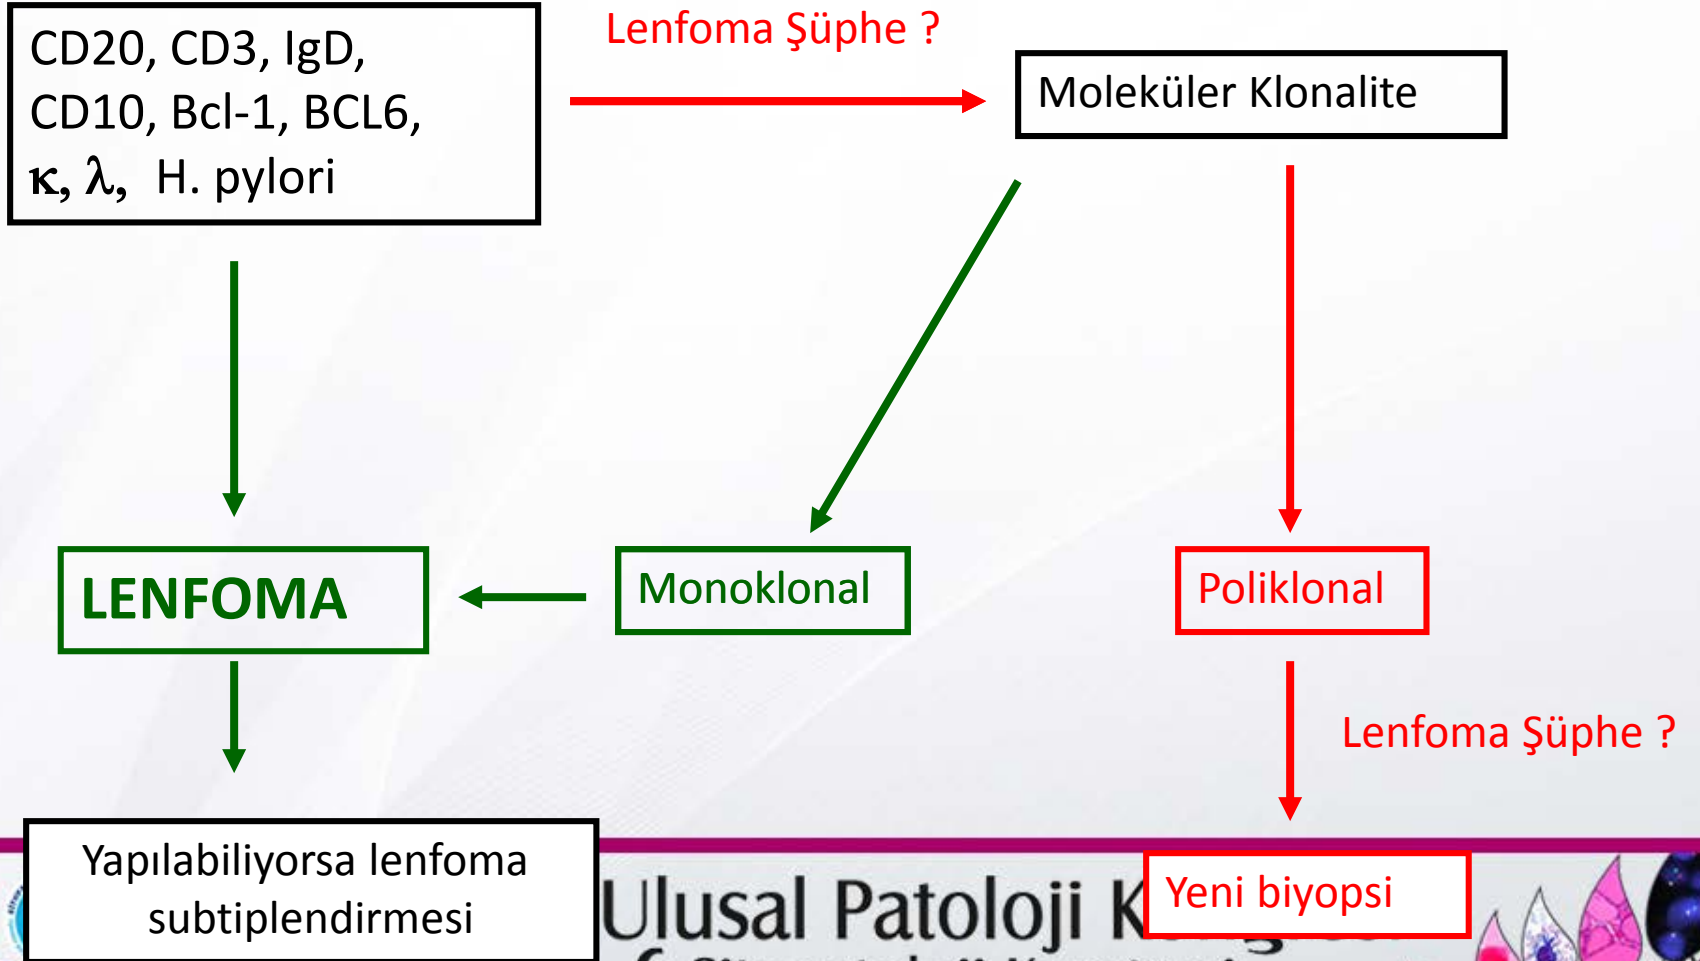 CD20, CD3, IgD,
CD10, Bcl-1, BCL6,
κ, λ, H. pylori
Lenfoma Şüphe ?
Moleküler Klonalite
LENFOMA
Monoklonal
Poliklonal
Lenfoma Şüphe ?
Yapılabiliyorsa lenfoma
subtiplendirmesi
Yeni biyopsi
Ulusal Patoloji